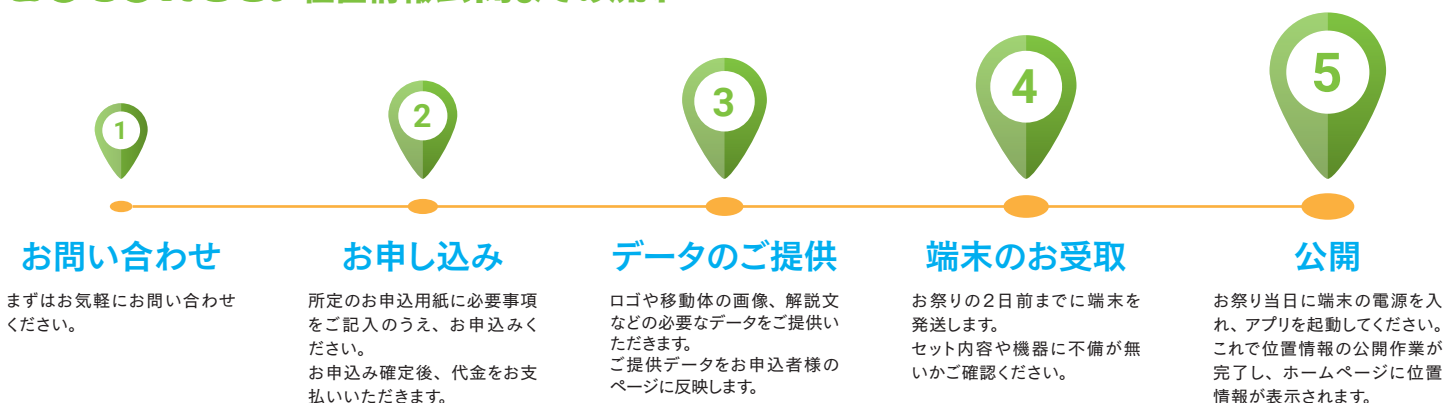 1
2
3
4
5
お問い合わせ
まずはお気軽にお問い合わせ
ください。
お申し込み
所定のお申込用紙に必要事項
をご記入のうえ、お申込みく
ださい。
お申込み確定後、代金をお支
払いいただきます。
データのご提供
ロゴや移動体の画像、解説文
などの必要なデータをご提供い
ただきます。
ご提供データをお申込者様の
ページに反映します。
端末のお受取
お祭りの2日前までに端末を
発送します。
セット内容や機器に不備が無
いかご確認ください。
公開
お祭り当日に端末の電源を入
れ、アプリを起動してください。
これで位置情報の公開作業が
完了し、ホームページに位置
情報が表示されます。